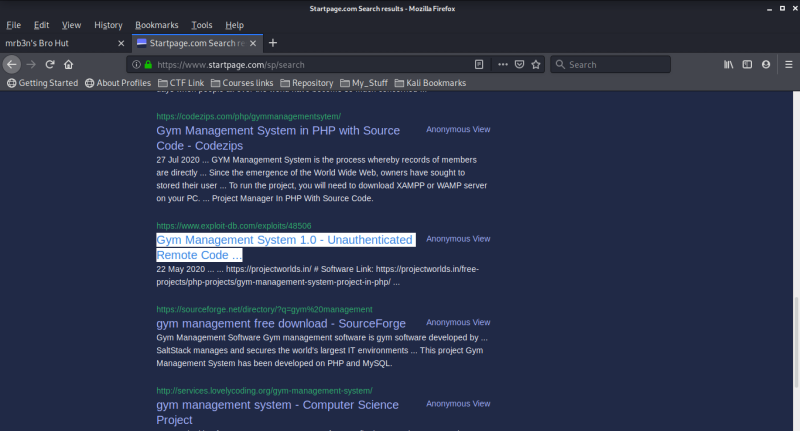 Startpage.com Search results - Mozilla Firefox
File Edit View History Bookmarks Tools Help
mrb3n's Bro Hut
Startpage.com Search re
https://www.startpage.com/sp/search
Search
Getting Started About Profiles CTF Link Courses links Repository My_Stuff Kali Bookmarks
https://codezips.com/php/gymmanagementsytem/
Gym Management System in PHP with Source Anonymous View
Code - Codezips
27 Jul 2020 ... GYM Management System is the process whereby records of members
are directly ... Since the emergence of the World Wide Web, owners have sought to
stored their user ... To run the project, you will need to download XAMPP or WAMP server
on your PC. ... Project Manager In PHP With Source Code.
https://www.exploit-db.com/exploits/48506
Gym Management System 1.0 - Unauthenticated Anonymous View
Remote Code ...
22 May 2020 ... ... https://projectworlds.in/ # Software Link: https://projectworlds.in/free-
projects/php-projects/gym-management-system-project-in-php/ ...
https://sourceforge.net/directory/?q=gym%20management
gym management free download - SourceForge Anonymous View
Gym Management Software Gym management software is gym software developed by ...
SaltStack manages and secures the world's largest IT environments ... This project Gym
Management System has been developed on PHP and MySQL.
http://services.lovelycoding.org/gym-management-system/
gym management system - Computer Science Anonymous View
Project